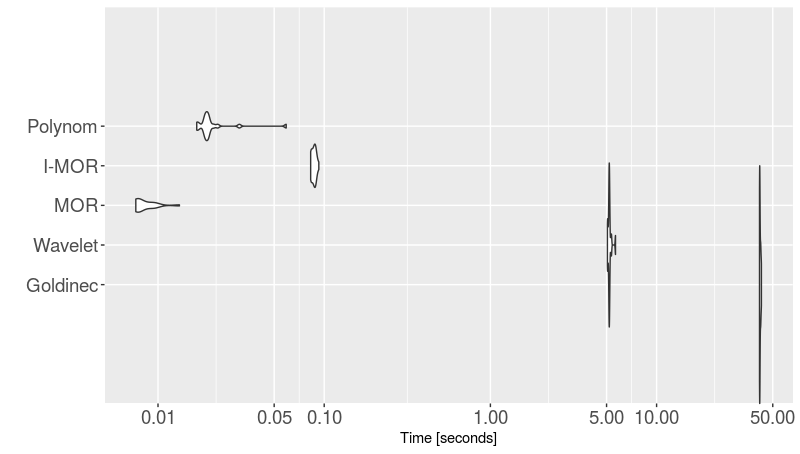 Polynom
I-MOR
MOR
Wavelet
Goldinec
0.01 0.05 0.10 1.00 5.00 10.00 50.00
Time [seconds]